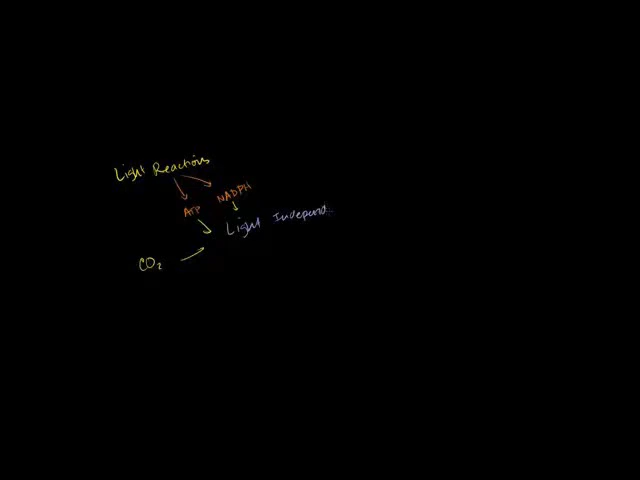 Light Reactions
ATP NADPH
Light Independ
CO₂